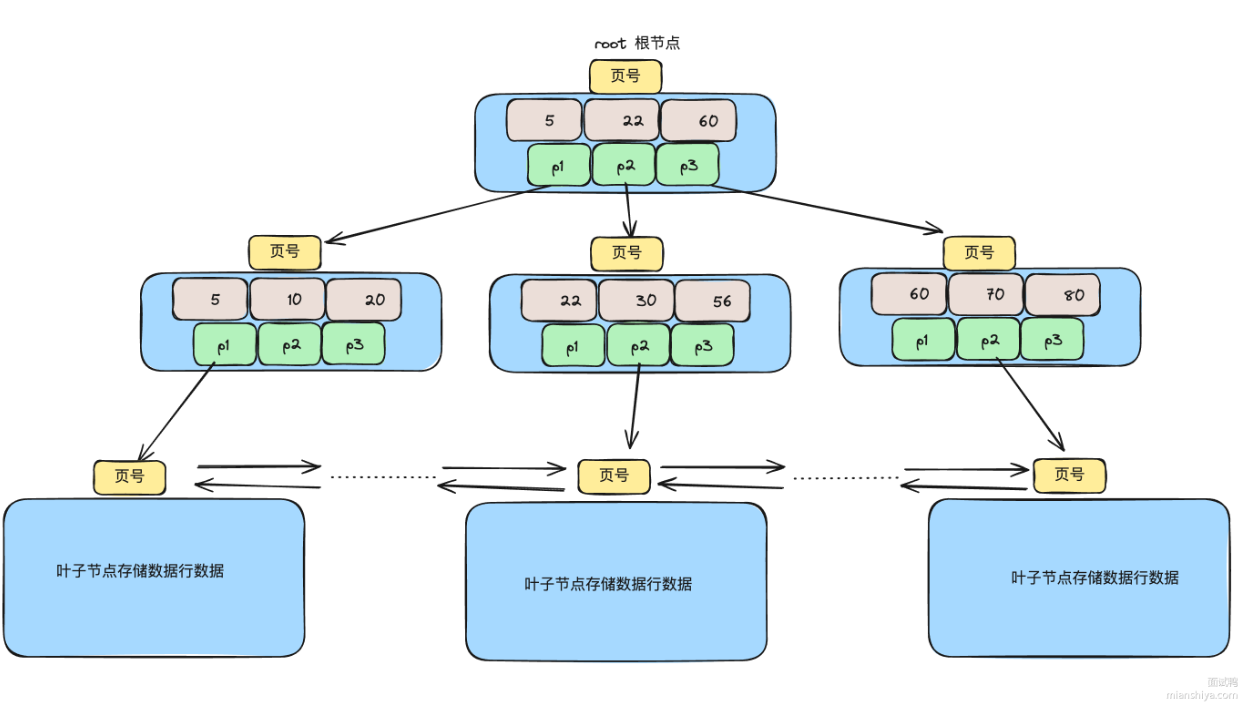 root 根节点
页号
5 22 60
p1 p2 p3
页号 页号 页号
5 10 20 22 30 56 60 70 80
p1 p2 p3 p1 p2 p3 p1 p2 p3
页号 页号 页号
叶子节点存储数据行数据 叶子节点存储数据行数据 叶子节点存储数据行数据
面试鸭
mianshiya.com